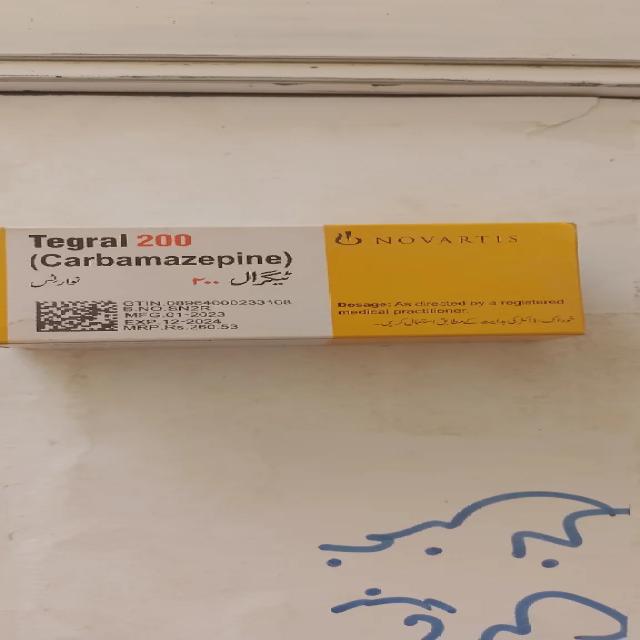 Tegral 200
(Carbamazepine)
ٹیگرال ۲۰۰
نوارٹس
GTIN.08964000233108
B.NO.SN2R
MFG.01-2023
EXP.12-2024
MRP.Rs.260.53
NOVARTIS
Dosage: As directed by a registered
medical practitioner.
خوراک: ڈاکٹر کی ہدایت کے مطابق استعمال کریں۔